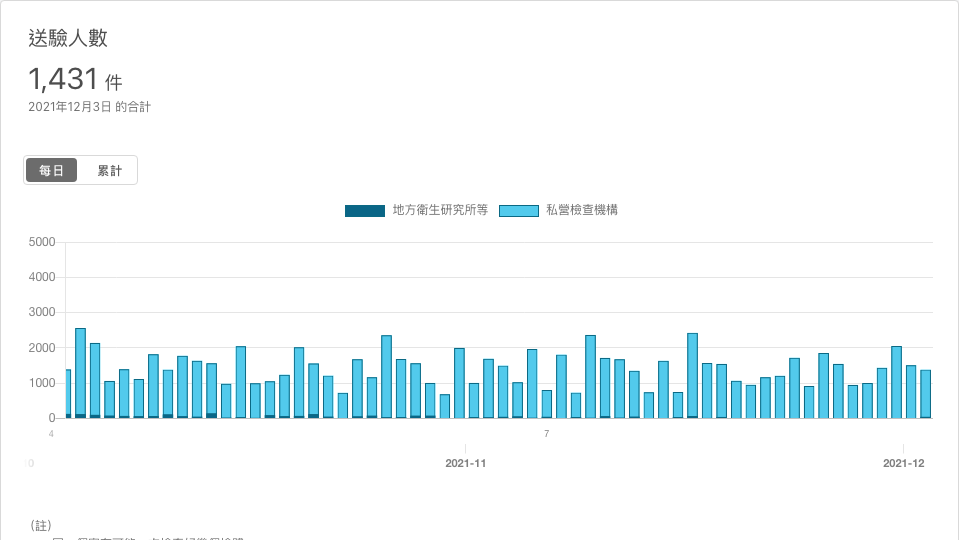 送驗人數
1,431 件
2021年12月3日 的合計
每日 累計
地方衛生研究所等 私營檢查機構
5000
4000
3000
2000
1000
0
4 7
2021-11 2021-12
(註)